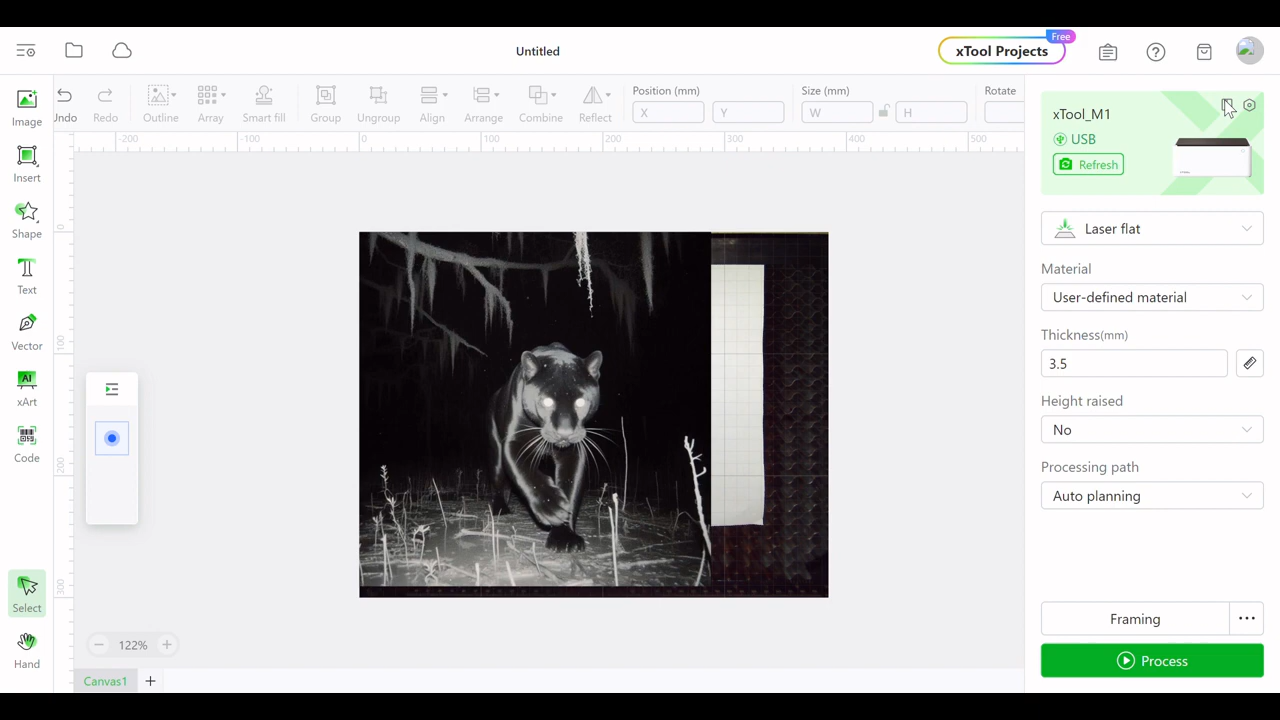 Untitled
Free
xTool Projects
Image
Insert
Shape
Text
Vector
xArt
AI
Code
Select
Hand
Undo
Redo
Outline
Array
Smart fill
Group
Ungroup
Align
Arrange
Combine
Reflect
Position (mm)
X
Y
Size (mm)
W
H
Rotate
-200
-100
0
100
200
300
400
500
0
100
200
300
122%
Canvas1
xTool_M1
USB
Refresh
Laser flat
Material
User-defined material
Thickness(mm)
3.5
Height raised
No
Processing path
Auto planning
Framing
Process